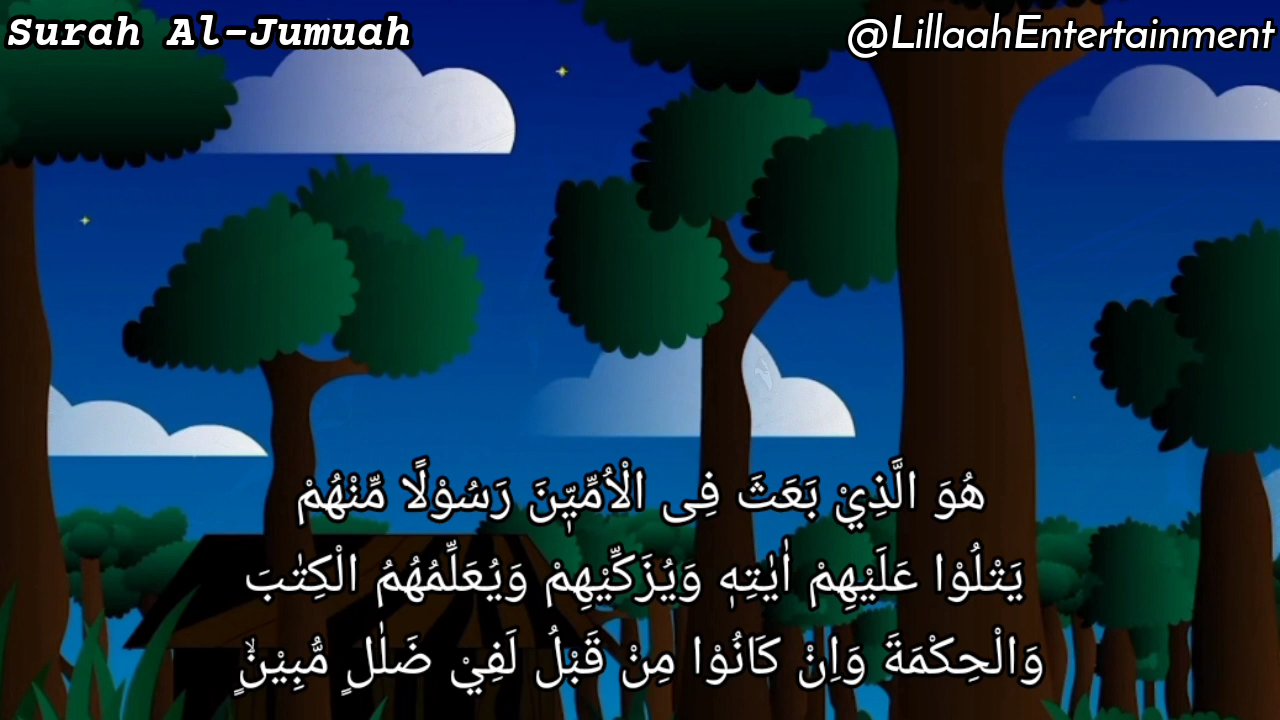 Surah Al-Jumuah
@LillaahEntertainment
هُوَ الَّذِيْ بَعَثَ فِى الْاُمِّيّٖنَ رَسُوْلًا مِّنْهُمْ
يَتْلُوْا عَلَيْهِمْ اٰيٰتِهٖ وَيُزَكِّيْهِمْ وَيُعَلِّمُهُمُ الْكِتٰبَ
وَالْحِكْمَةَ وَاِنْ كَانُوْا مِنْ قَبْلُ لَفِيْ ضَلٰلٍ مُّبِيْنٍۙ